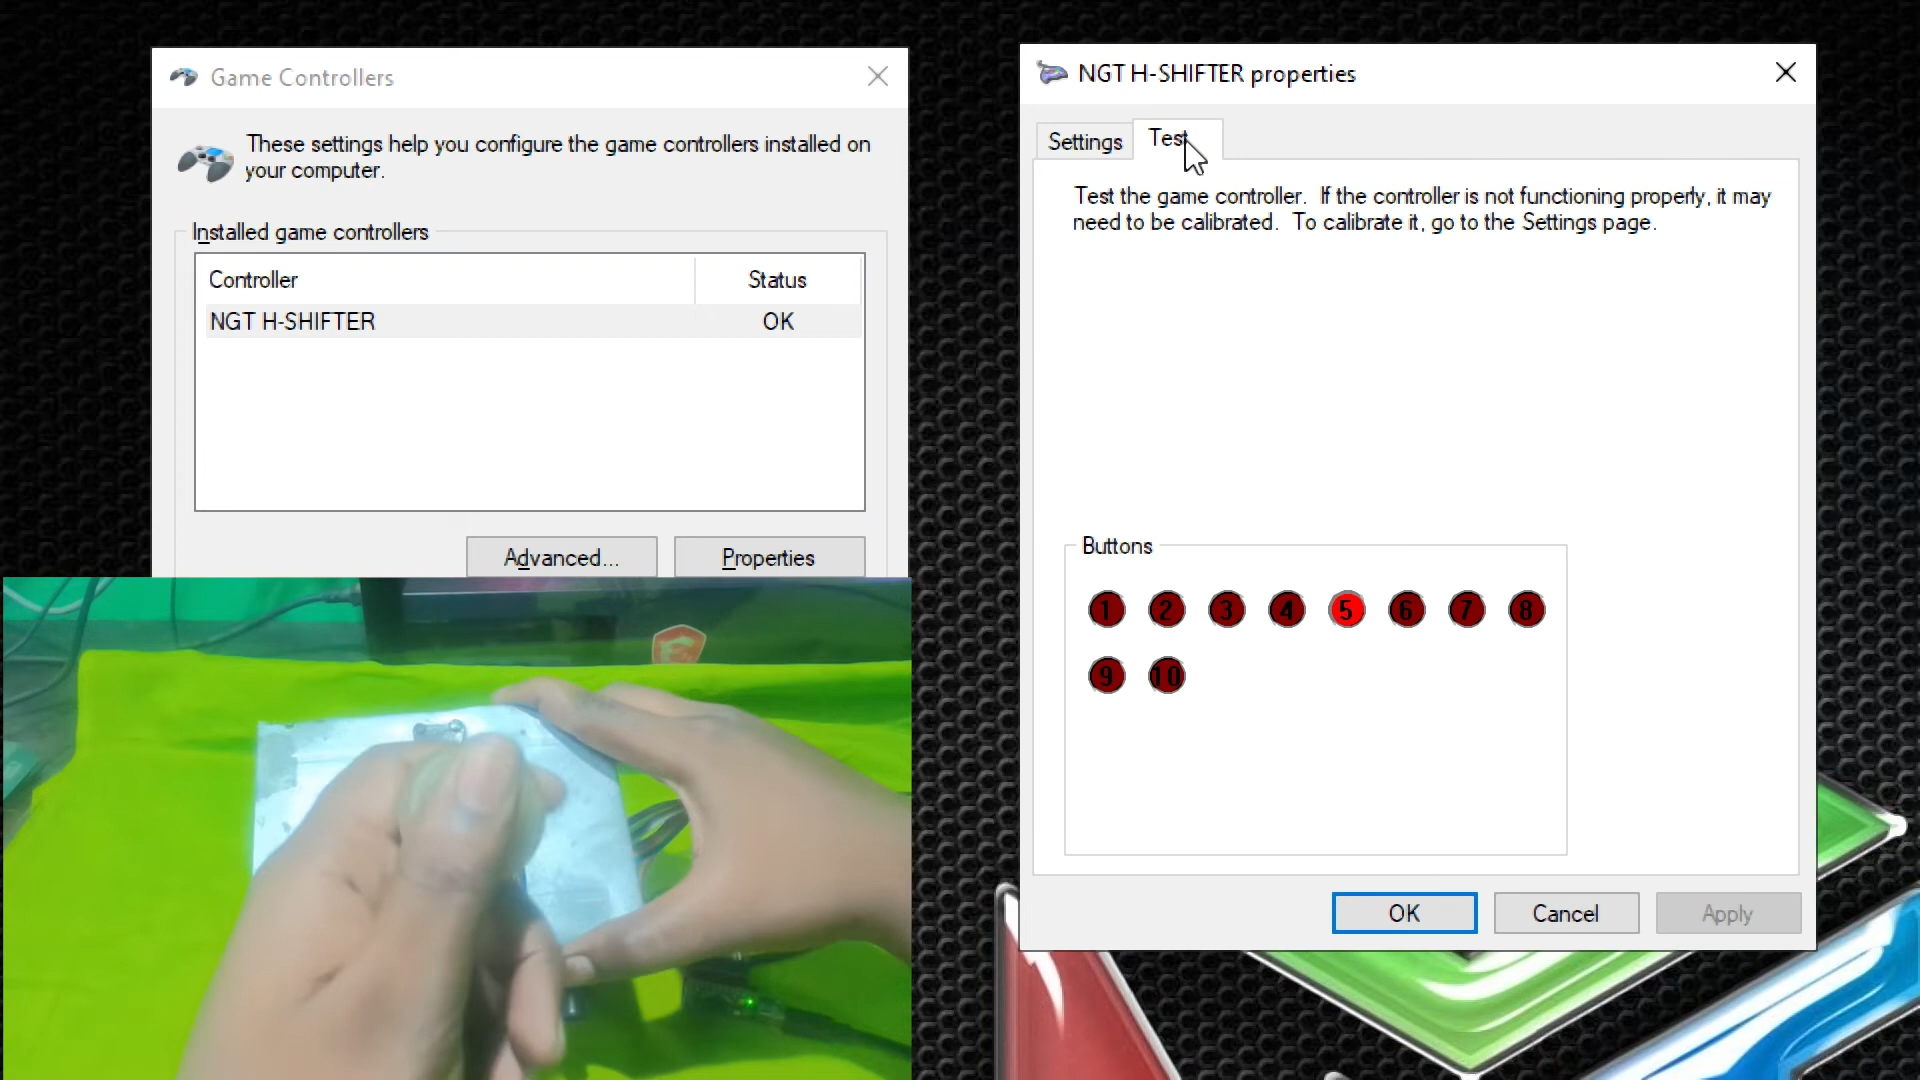 Game Controllers
These settings help you configure the game controllers installed on
your computer.
Installed game controllers
Controller Status
NGT H-SHIFTER OK
Advanced...
Properties
NGT H-SHIFTER properties
Settings
Test
Test the game controller. If the controller is not functioning properly, it may
need to be calibrated. To calibrate it, go to the Settings page.
Buttons
1 2 3 4 5 6 7 8
9 10
OK
Cancel
Apply